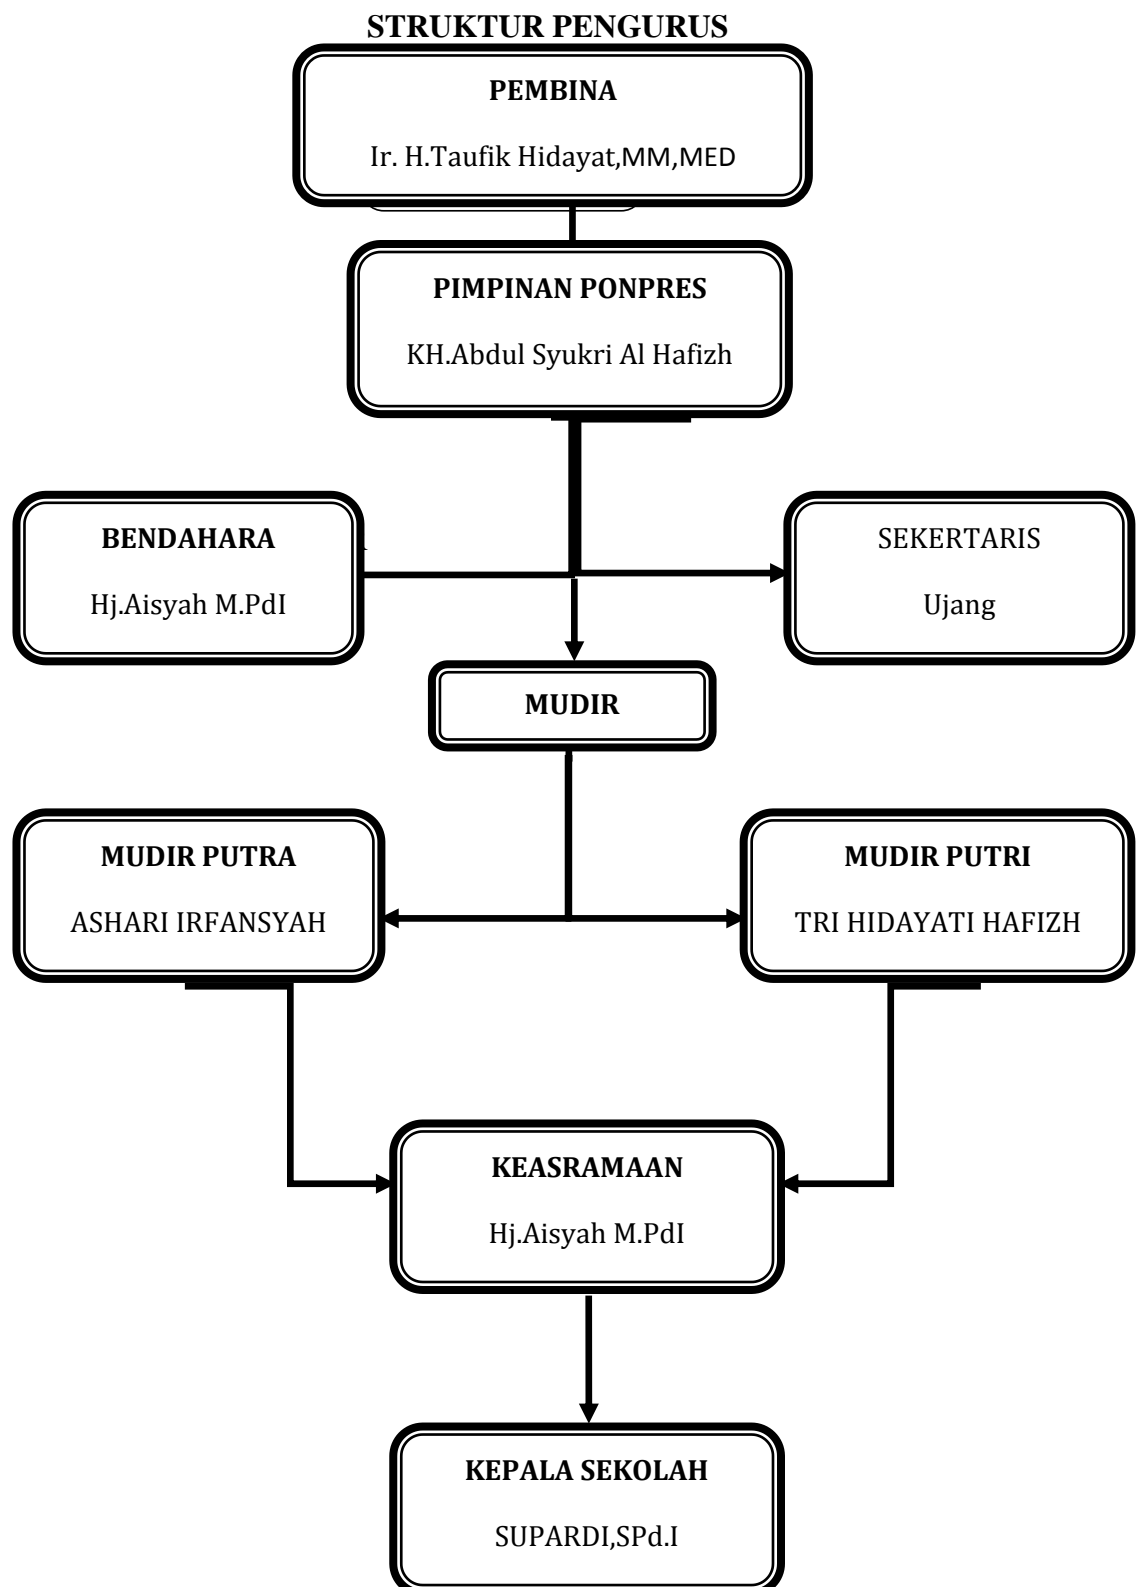 STRUKTUR PENGURUS
PEMBINA
Ir. H.Taufik Hidayat,MM,MED
PIMPINAN PONPRES
KH.Abdul Syukri Al Hafizh
BENDAHARA
Hj.Aisyah M.PdI
SEKERTARIS
Ujang
MUDIR
MUDIR PUTRA
ASHARI IRFANSYAH
MUDIR PUTRI
TRI HIDAYATI HAFIZH
KEASRAMAAN
Hj.Aisyah M.PdI
KEPALA SEKOLAH
SUPARDI,SPd.I